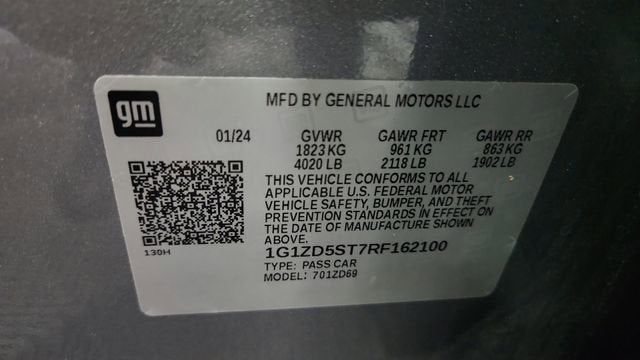 gm
MFD BY GENERAL MOTORS LLC
01/24 GVWR GAWR FRT GAWR RR
1823 KG 961 KG 863 KG
4020 LB 2118 LB 1902 LB
THIS VEHICLE CONFORMS TO ALL
APPLICABLE U.S. FEDERAL MOTOR
VEHICLE SAFETY, BUMPER, AND THEFT
PREVENTION STANDARDS IN EFFECT ON
THE DATE OF MANUFACTURE SHOWN
ABOVE.
130H
1G1ZD5ST7RF162100
TYPE: PASS CAR
MODEL: 701ZD69